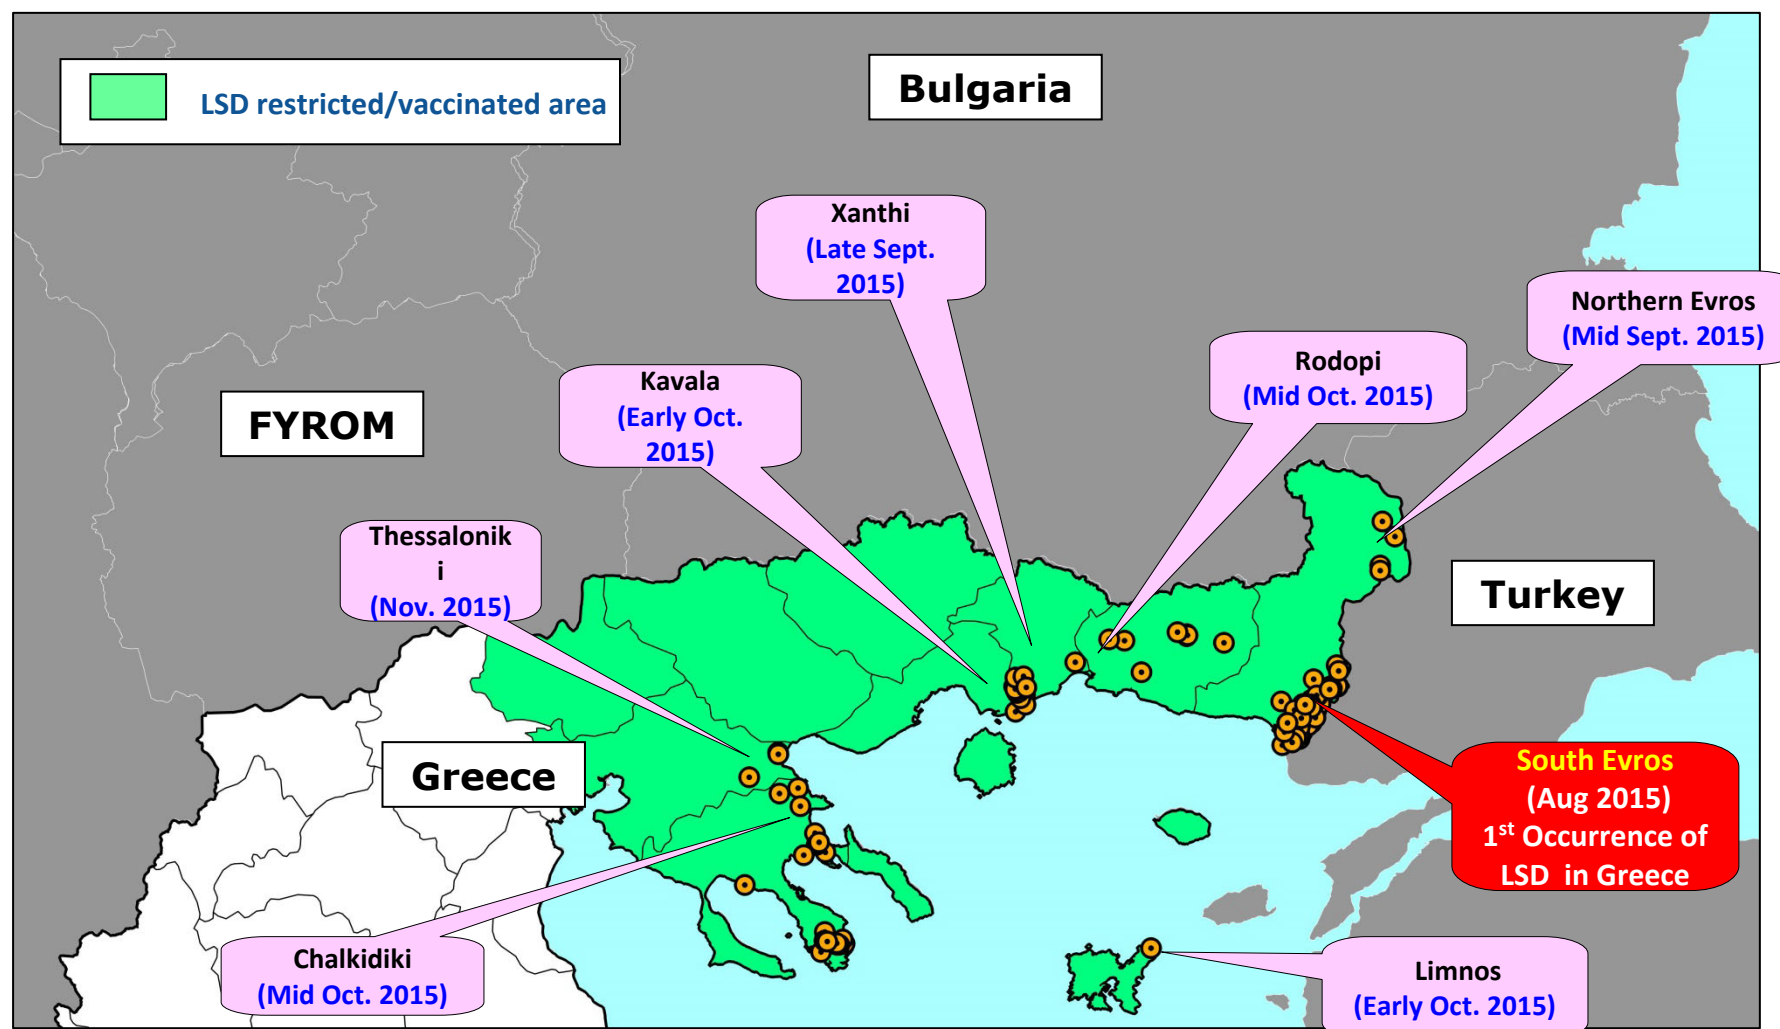 LSD restricted/vaccinated area
Bulgaria
Xanthi
(Late Sept.
2015)
Northern Evros
(Mid Sept. 2015)
Rodopi
(Mid Oct. 2015)
Kavala
(Early Oct.
2015)
FYROM
Thessalonik
i
(Nov. 2015)
Turkey
Greece
South Evros
(Aug 2015)
1st Occurrence of
LSD in Greece
Chalkidiki
(Mid Oct. 2015)
Limnos
(Early Oct. 2015)